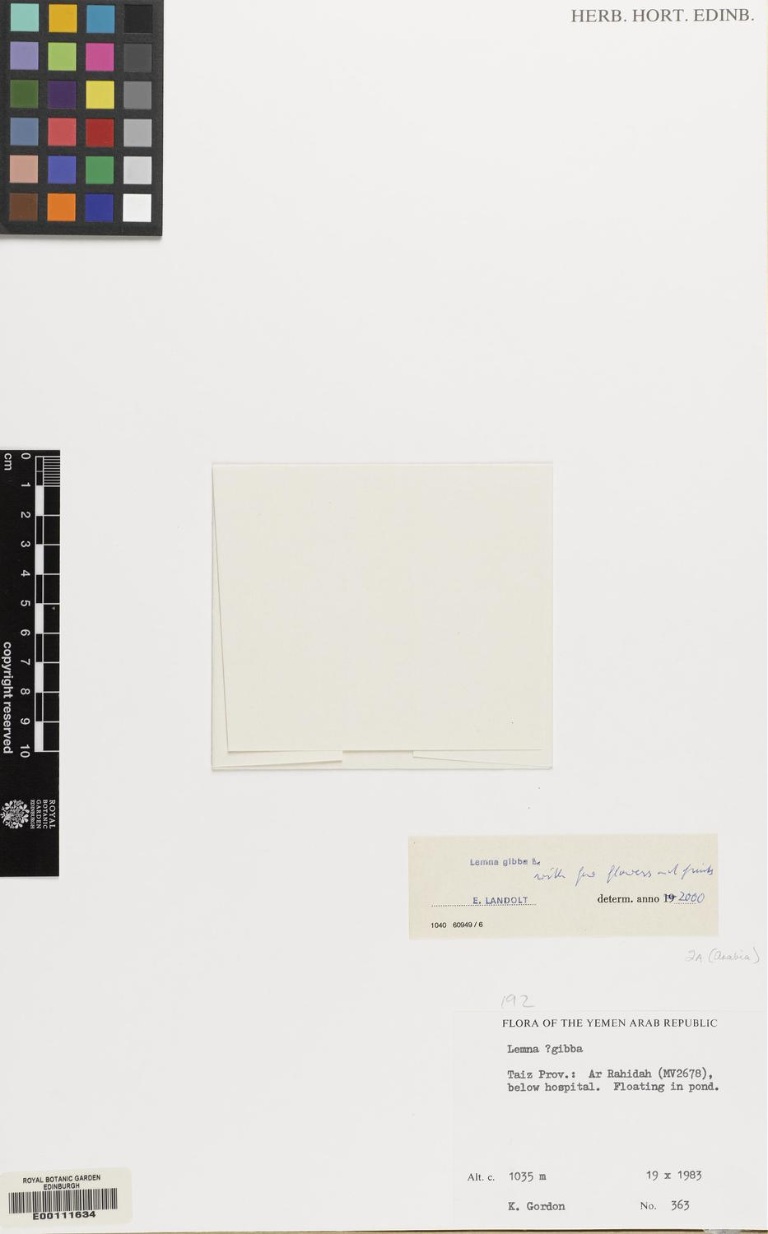 HERB. HORT. EDINB.
cm 0 1 2 3 4 5 6 7 8 9 10
copyright reserved
ROYAL
BOTANIC
GARDEN
EDINBURGH
Lemna gibba L.
with few flowers and fruits
E. LANDOLT
determ. anno 19 2000
1040 60949/6
2A (Arabia)
192
FLORA OF THE YEMEN ARAB REPUBLIC
Lemna ?gibba
Taiz Prov.: Ar Rahidah (MV2678),
below hospital. Floating in pond.
Alt. c. 1035 m 19 x 1983
K. Gordon No. 363
ROYAL BOTANIC GARDEN
EDINBURGH
E00111634